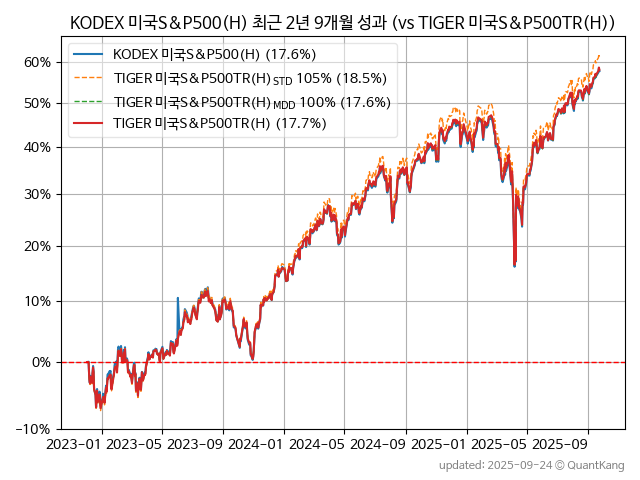 KODEX 미국S&P500(H) 최근 2년 9개월 성과 (vs TIGER 미국S&P500TR(H))
KODEX 미국S&P500(H) (17.6%)
TIGER 미국S&P500TR(H)STD 105% (18.5%)
TIGER 미국S&P500TR(H)MDD 100% (17.6%)
TIGER 미국S&P500TR(H) (17.7%)
60%
50%
40%
30%
20%
10%
0%
−10%
2023-01 2023-05 2023-09 2024-01 2024-05 2024-09 2025-01 2025-05 2025-09
updated: 2025-09-24 © QuantKang